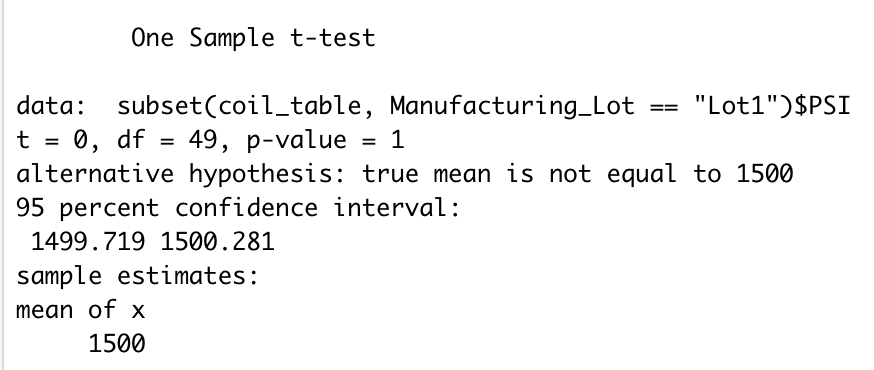 One Sample t-test
data:  subset(coil_table, Manufacturing_Lot == "Lot1")$PSI
t = 0, df = 49, p-value = 1
alternative hypothesis: true mean is not equal to 1500
95 percent confidence interval:
1499.719 1500.281
sample estimates:
mean of x
1500